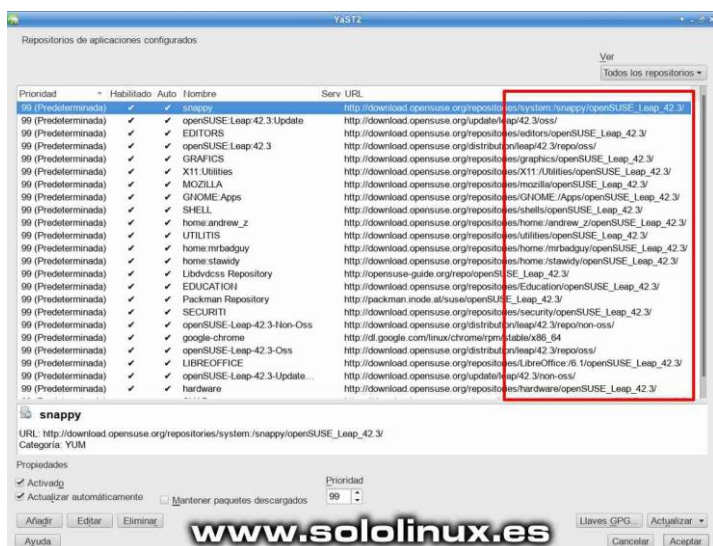 YaST2
Repositorios de aplicaciones configurados
Ver
Todos los repositorios
Prioridad Habilitado Auto Nombre Serv URL
99 (Predeterminada) ✔ ✔ snappy http://download.opensuse.org/repositories/system:/snappy/openSUSE_Leap_42.3/
99 (Predeterminada) ✔ ✔ openSUSE:Leap:42.3:Update http://download.opensuse.org/update/leap/42.3/oss/
99 (Predeterminada) ✔ ✔ EDITORS http://download.opensuse.org/repositories/editors/openSUSE_Leap_42.3/
99 (Predeterminada) ✔ ✔ openSUSE:Leap:42.3 http://download.opensuse.org/distribution/leap/42.3/repo/oss/
99 (Predeterminada) ✔ ✔ GRAFICS http://download.opensuse.org/repositories/graphics/openSUSE_Leap_42.3/
99 (Predeterminada) ✔ ✔ X11:Utilities http://download.opensuse.org/repositories/X11:/Utilities/openSUSE_Leap_42.3/
99 (Predeterminada) ✔ ✔ MOZILLA http://download.opensuse.org/repositories/mozilla/openSUSE_Leap_42.3/
99 (Predeterminada) ✔ ✔ GNOME:Apps http://download.opensuse.org/repositories/GNOME:/Apps/openSUSE_Leap_42.3/
99 (Predeterminada) ✔ ✔ SHELL http://download.opensuse.org/repositories/shells/openSUSE_Leap_42.3/
99 (Predeterminada) ✔ ✔ home:andrew_z http://download.opensuse.org/repositories/home:/andrew_z/openSUSE_Leap_42.3/
99 (Predeterminada) ✔ ✔ UTILITIS http://download.opensuse.org/repositories/utilities/openSUSE_Leap_42.3/
99 (Predeterminada) ✔ ✔ home:mrbadguy http://download.opensuse.org/repositories/home:/mrbadguy/openSUSE_Leap_42.3/
99 (Predeterminada) ✔ ✔ home:stawidy http://download.opensuse.org/repositories/home:/stawidy/openSUSE_Leap_42.3/
99 (Predeterminada) ✔ ✔ Libdvdcss Repository http://opensuse-guide.org/repo/openSUSE_Leap_42.3/
99 (Predeterminada) ✔ ✔ EDUCATION http://download.opensuse.org/repositories/Education/openSUSE_Leap_42.3/
99 (Predeterminada) ✔ ✔ Packman Repository http://packman.inode.at/suse/openSUSE_Leap_42.3/
99 (Predeterminada) ✔ ✔ SECURITI http://download.opensuse.org/repositories/security/openSUSE_Leap_42.3/
99 (Predeterminada) ✔ ✔ openSUSE-Leap-42.3-Non-Oss http://download.opensuse.org/distribution/leap/42.3/repo/non-oss/
99 (Predeterminada) ✔ ✔ google-chrome http://dl.google.com/linux/chrome/rpm/stable/x86_64
99 (Predeterminada) ✔ ✔ openSUSE-Leap-42.3-Oss http://download.opensuse.org/distribution/leap/42.3/repo/oss/
99 (Predeterminada) ✔ ✔ LIBREOFFICE http://download.opensuse.org/repositories/LibreOffice:/6.1/openSUSE_Leap_42.3/
99 (Predeterminada) ✔ ✔ openSUSE-Leap-42.3-Update... http://download.opensuse.org/update/leap/42.3/non-oss/
99 (Predeterminada) ✔ ✔ hardware http://download.opensuse.org/repositories/hardware/openSUSE_Leap_42.3/
snappy
URL: http://download.opensuse.org/repositories/system:/snappy/openSUSE_Leap_42.3/
Categoría: YUM
Propiedades
Activado
Actualizar automáticamente
Mantener paquetes descargados
Prioridad
99
Añadir Editar Eliminar
Llaves GPG... Actualizar
www.sololinux.es
Ayuda
Cancelar Aceptar